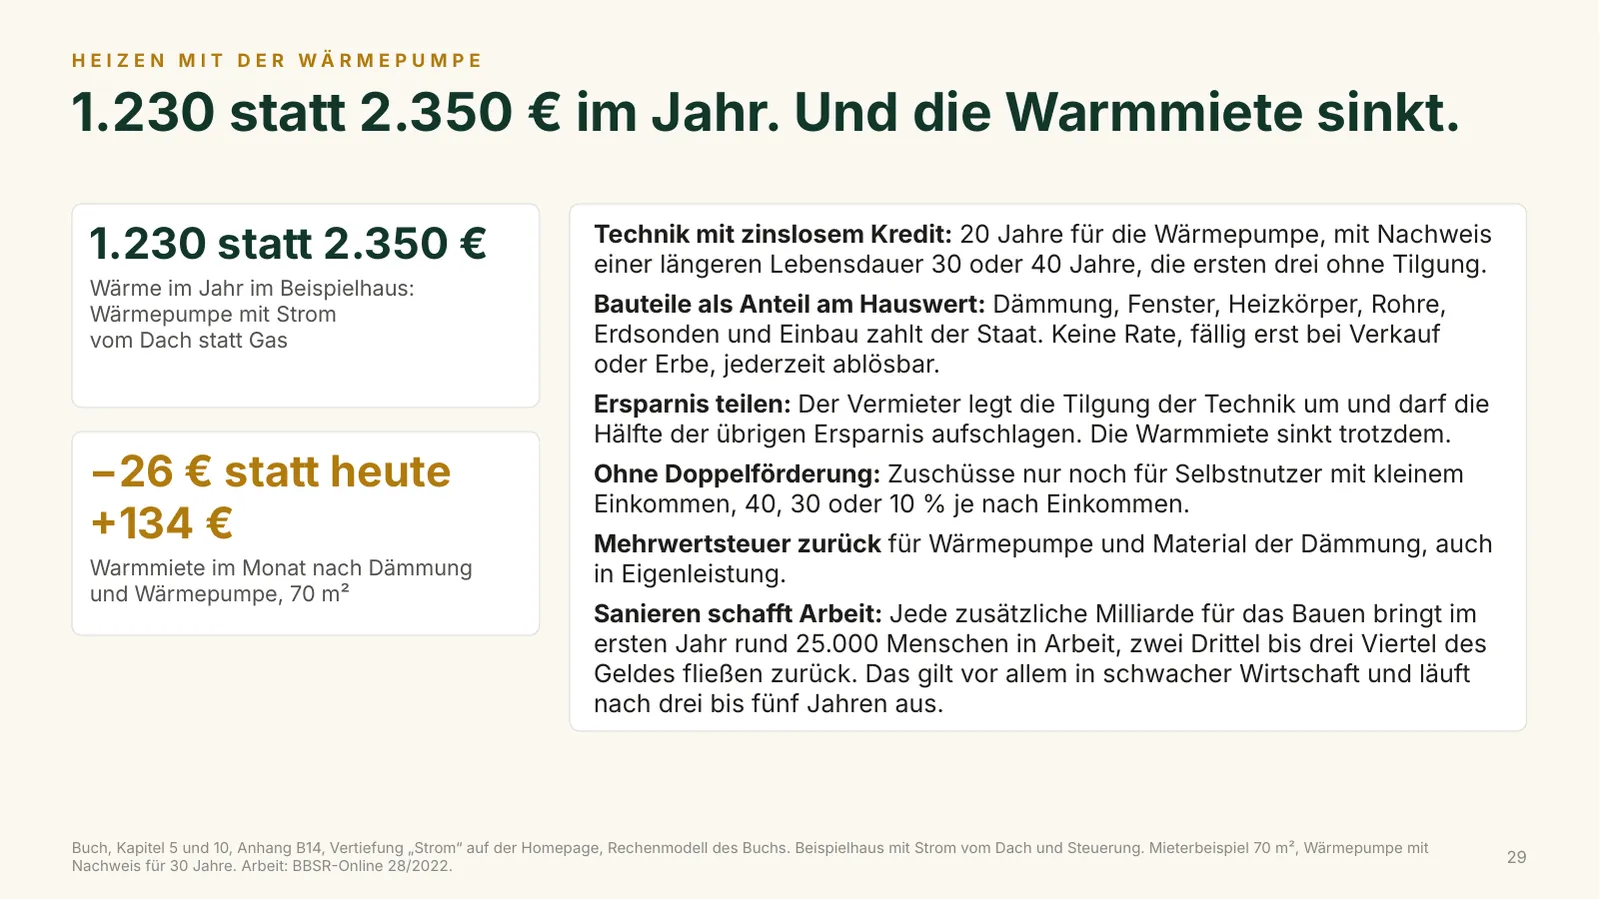 HEIZEN MIT DER WÄRMEPUMPE
1.230 statt 2.350 € im Jahr. Und die Warmmiete sinkt.
1.230 statt 2.350 €
Wärme im Jahr im Beispielhaus:
Wärmepumpe mit Strom
vom Dach statt Gas
–26 € statt heute
+134 €
Warmmiete im Monat nach Dämmung
und Wärmepumpe, 70 m²
Technik mit zinslosem Kredit: 20 Jahre für die Wärmepumpe, mit Nachweis
einer längeren Lebensdauer 30 oder 40 Jahre, die ersten drei ohne Tilgung.
Bauteile als Anteil am Hauswert: Dämmung, Fenster, Heizkörper, Rohre,
Erdsonden und Einbau zahlt der Staat. Keine Rate, fällig erst bei Verkauf
oder Erbe, jederzeit ablösbar.
Ersparnis teilen: Der Vermieter legt die Tilgung der Technik um und darf die
Hälfte der übrigen Ersparnis aufschlagen. Die Warmmiete sinkt trotzdem.
Ohne Doppelförderung: Zuschüsse nur noch für Selbstnutzer mit kleinem
Einkommen, 40, 30 oder 10 % je nach Einkommen.
Mehrwertsteuer zurück für Wärmepumpe und Material der Dämmung, auch
in Eigenleistung.
Sanieren schafft Arbeit: Jede zusätzliche Milliarde für das Bauen bringt im
ersten Jahr rund 25.000 Menschen in Arbeit, zwei Drittel bis drei Viertel des
Geldes fließen zurück. Das gilt vor allem in schwacher Wirtschaft und läuft
nach drei bis fünf Jahren aus.
Buch, Kapitel 5 und 10, Anhang B14, Vertiefung „Strom“ auf der Homepage, Rechenmodell des Buchs. Beispielhaus mit Strom vom Dach und Steuerung. Mieterbeispiel 70 m², Wärmepumpe mit
Nachweis für 30 Jahre. Arbeit: BBSR-Online 28/2022.
29